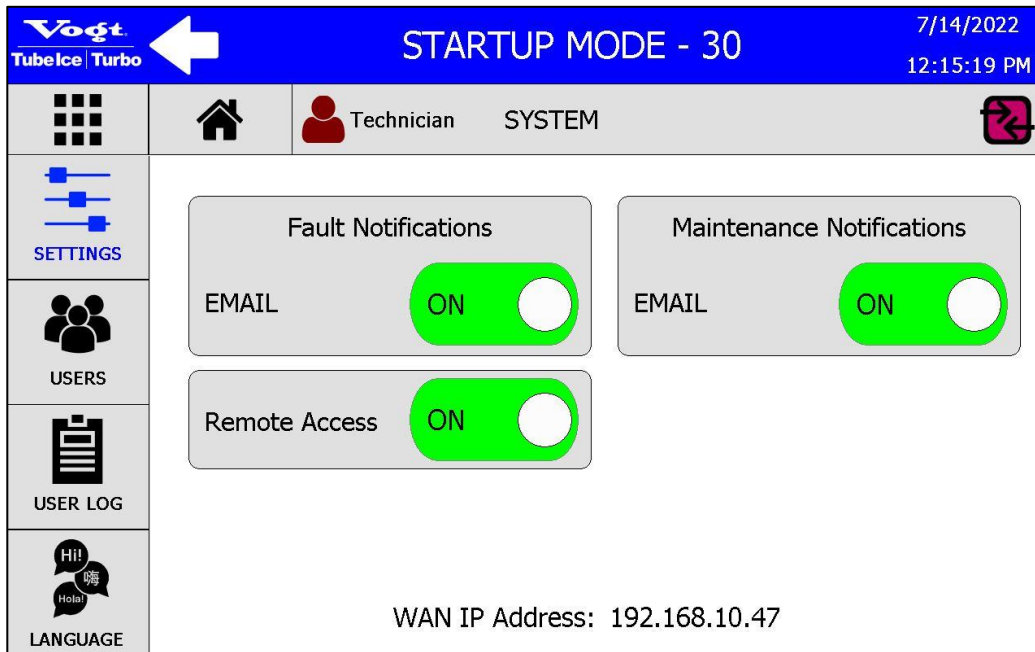 Vogt
TubeIce Turbo
STARTUP MODE - 30
7/14/2022
12:15:19 PM
Technician
SYSTEM
SETTINGS
USERS
USER LOG
Hi!
嗨
Hola!
LANGUAGE
Fault Notifications
EMAIL
ON
Maintenance Notifications
EMAIL
ON
Remote Access
ON
WAN IP Address: 192.168.10.47